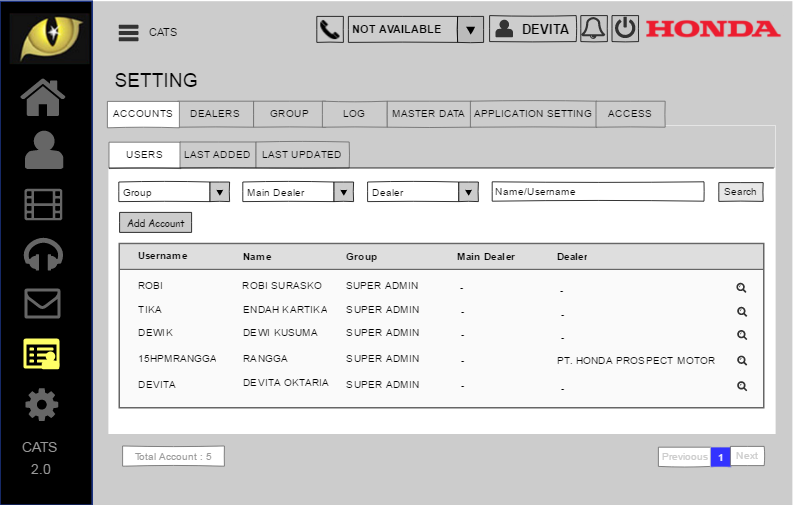 CATS
NOT AVAILABLE
DEVITA
HONDA
SETTING
ACCOUNTS DEALERS GROUP LOG MASTER DATA APPLICATION SETTING ACCESS
USERS LAST ADDED LAST UPDATED
Group Main Dealer Dealer Name/Username Search
Add Account
Username Name Group Main Dealer Dealer
ROBI ROBI SURASKO SUPER ADMIN - -
TIKA ENDAH KARTIKA SUPER ADMIN - -
DEWIK DEWI KUSUMA SUPER ADMIN - -
15HPMRANGGA RANGGA SUPER ADMIN - PT. HONDA PROSPECT MOTOR
DEVITA DEVITA OKTARIA SUPER ADMIN - -
Total Account : 5
Previoous 1 Next
CATS
2.0